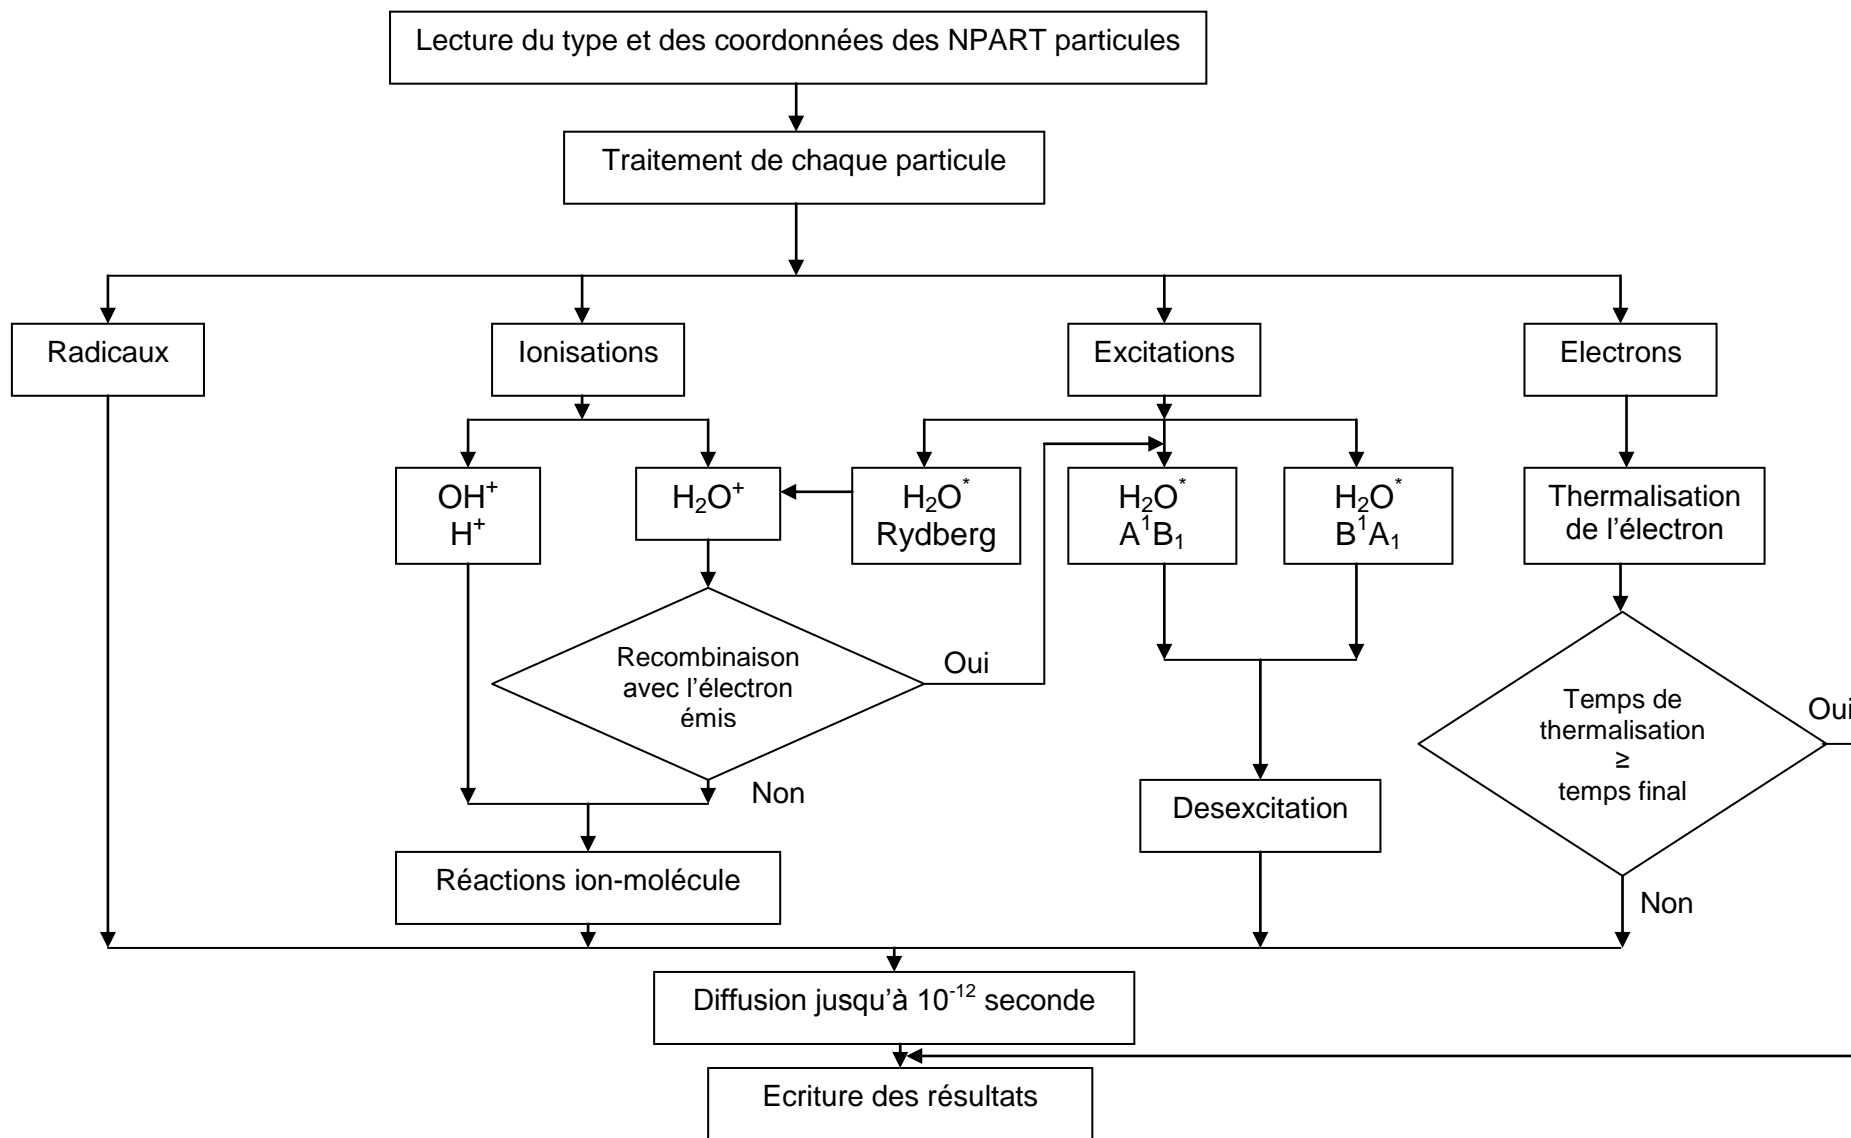 Lecture du type et des coordonnées des NPART particules
Traitement de chaque particule
Radicaux
Ionisations
Excitations
Electrons
OH⁺
H⁺
H₂O⁺
H₂O*
Rydberg
H₂O*
A¹B₁
H₂O*
B¹A₁
Thermalisation
de l’électron
Recombinaison
avec l’électron
émis
Oui
Non
Temps de
thermalisation
≥
temps final
Oui
Non
Desexcitation
Réactions ion-molécule
Diffusion jusqu’à 10⁻¹² seconde
Ecriture des résultats